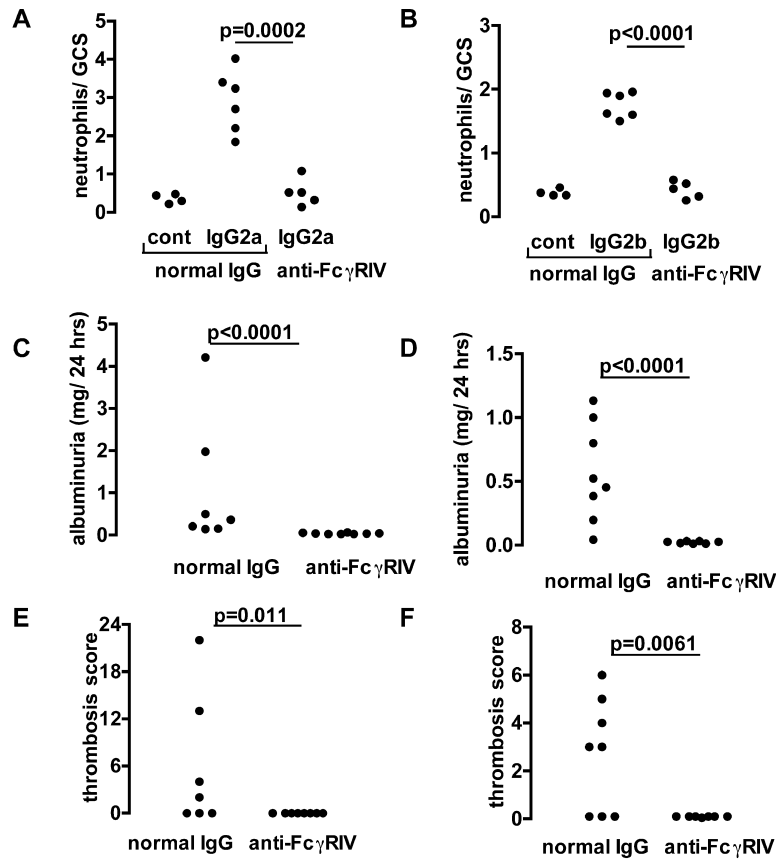 A
p=0.0002
neutrophils/ GCS
5
4
3
2
1
0
cont IgG2a IgG2a
normal IgG anti-FcγRIV
B
p<0.0001
neutrophils/ GCS
3
2
1
0
cont IgG2b IgG2b
normal IgG anti-FcγRIV
C
p<0.0001
albuminuria (mg/ 24 hrs)
5
4
3
2
1
0
normal IgG anti-FcγRIV
D
p<0.0001
albuminuria (mg/ 24 hrs)
1.5
1.0
0.5
0.0
normal IgG anti-FcγRIV
E
p=0.011
thrombosis score
24
18
12
6
0
normal IgG anti-FcγRIV
F
p=0.0061
thrombosis score
8
6
4
2
0
normal IgG anti-FcγRIV